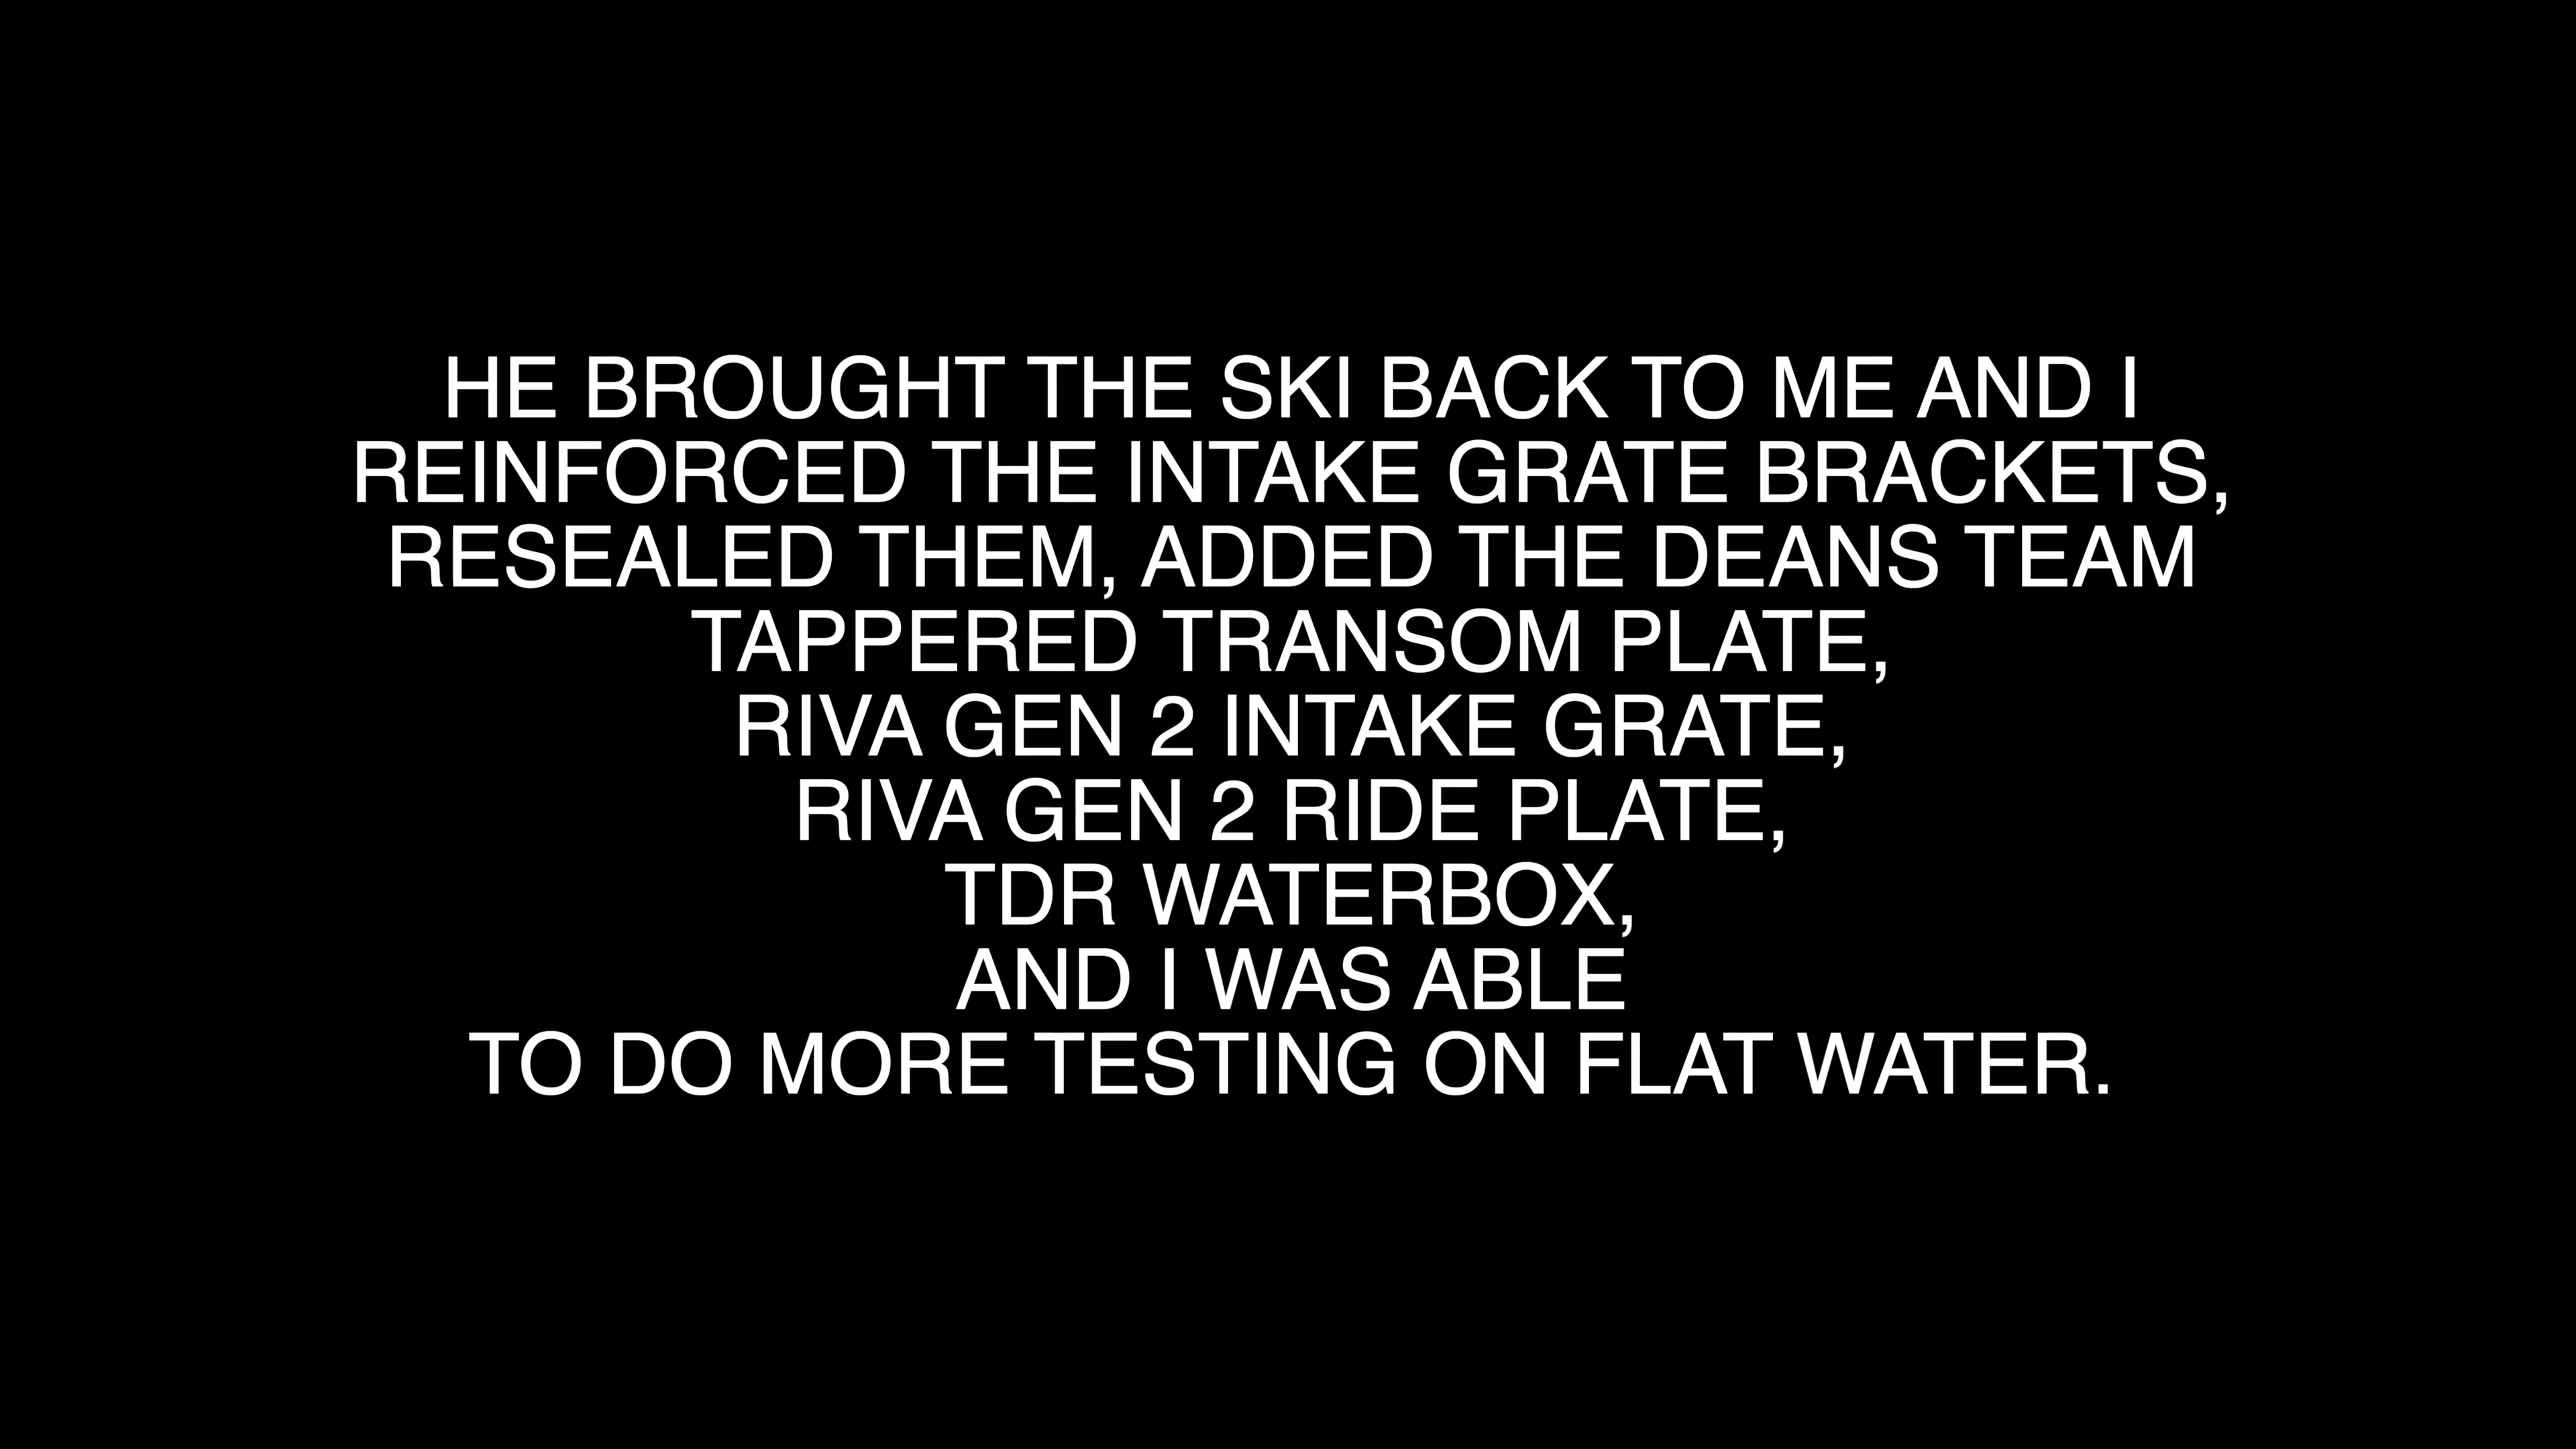 HE BROUGHT THE SKI BACK TO ME AND I
REINFORCED THE INTAKE GRATE BRACKETS,
RESEALED THEM, ADDED THE DEANS TEAM
TAPPERED TRANSOM PLATE,
RIVA GEN 2 INTAKE GRATE,
RIVA GEN 2 RIDE PLATE,
TDR WATERBOX,
AND I WAS ABLE
TO DO MORE TESTING ON FLAT WATER.